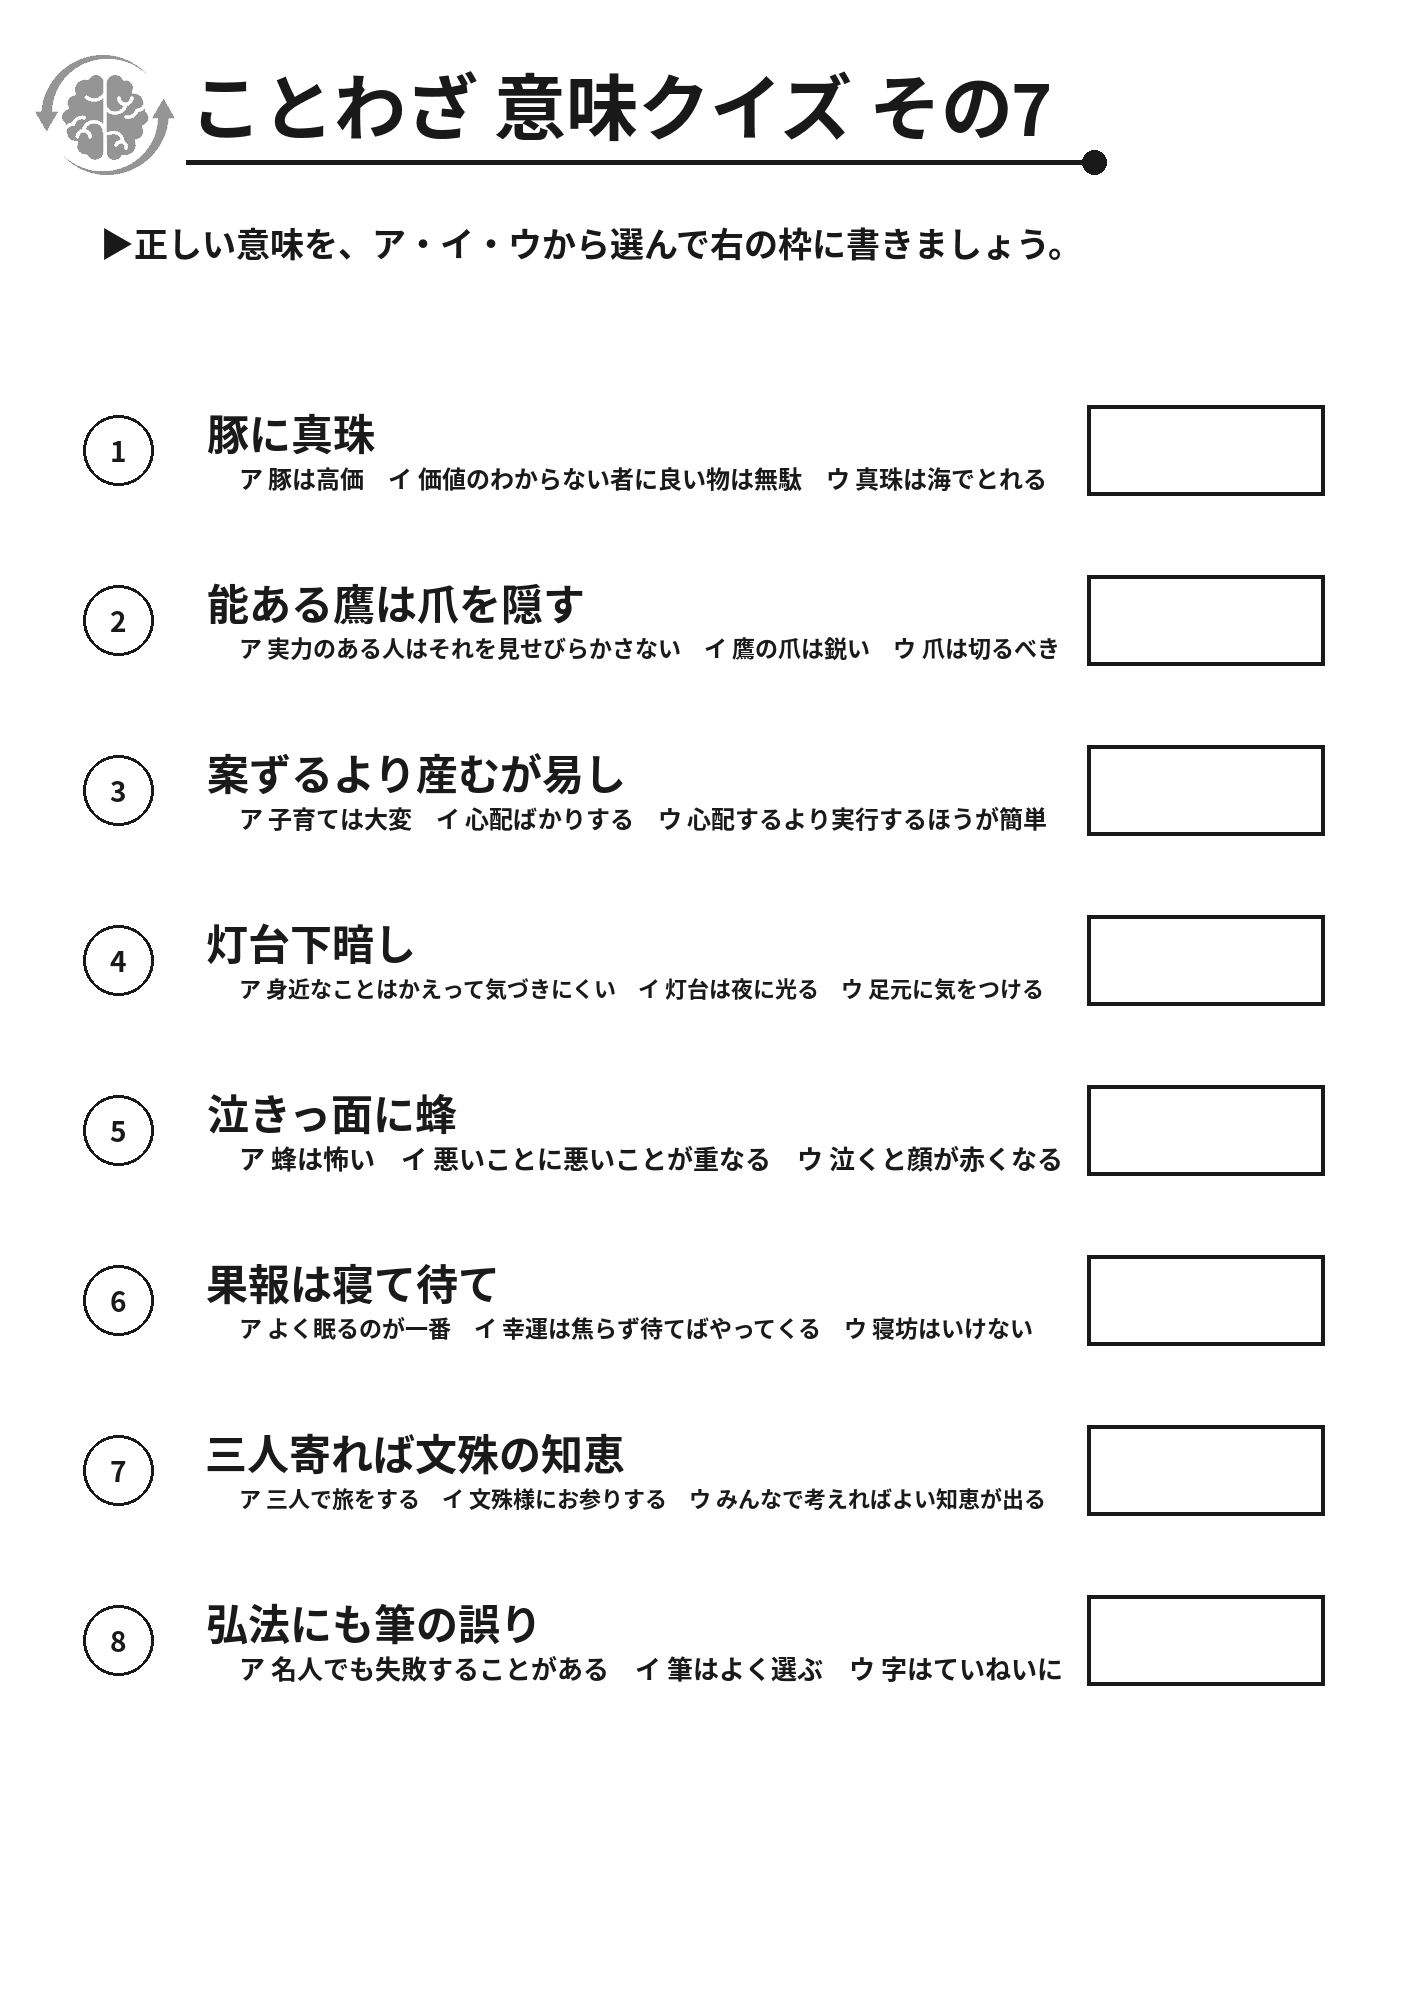 ことわざ 意味クイズ その7
▶正しい意味を、ア・イ・ウから選んで右の枠に書きましょう。
1 豚に真珠
ア 豚は高価　イ 価値のわからない者に良い物は無駄　ウ 真珠は海でとれる
2 能ある鷹は爪を隠す
ア 実力のある人はそれを見せびらかさない　イ 鷹の爪は鋭い　ウ 爪は切るべき
3 案ずるより産むが易し
ア 子育ては大変　イ 心配ばかりする　ウ 心配するより実行するほうが簡単
4 灯台下暗し
ア 身近なことはかえって気づきにくい　イ 灯台は夜に光る　ウ 足元に気をつける
5 泣きっ面に蜂
ア 蜂は怖い　イ 悪いことに悪いことが重なる　ウ 泣くと顔が赤くなる
6 果報は寝て待て
ア よく眠るのが一番　イ 幸運は焦らず待てばやってくる　ウ 寝坊はいけない
7 三人寄れば文殊の知恵
ア 三人で旅をする　イ 文殊様にお参りする　ウ みんなで考えればよい知恵が出る
8 弘法にも筆の誤り
ア 名人でも失敗することがある　イ 筆はよく選ぶ　ウ 字はていねいに